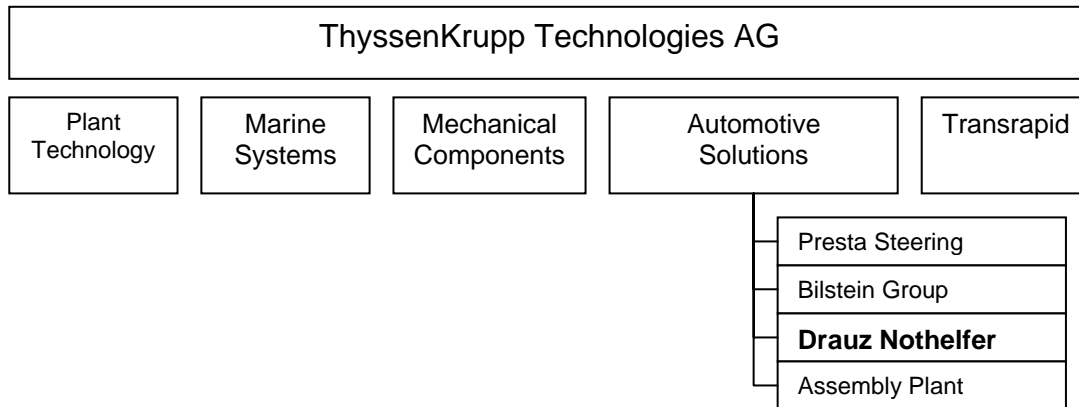 ThyssenKrupp Technologies AG
Plant
Technology
Marine
Systems
Mechanical
Components
Automotive
Solutions
Transrapid
Presta Steering
Bilstein Group
Drauz Nothelfer
Assembly Plant